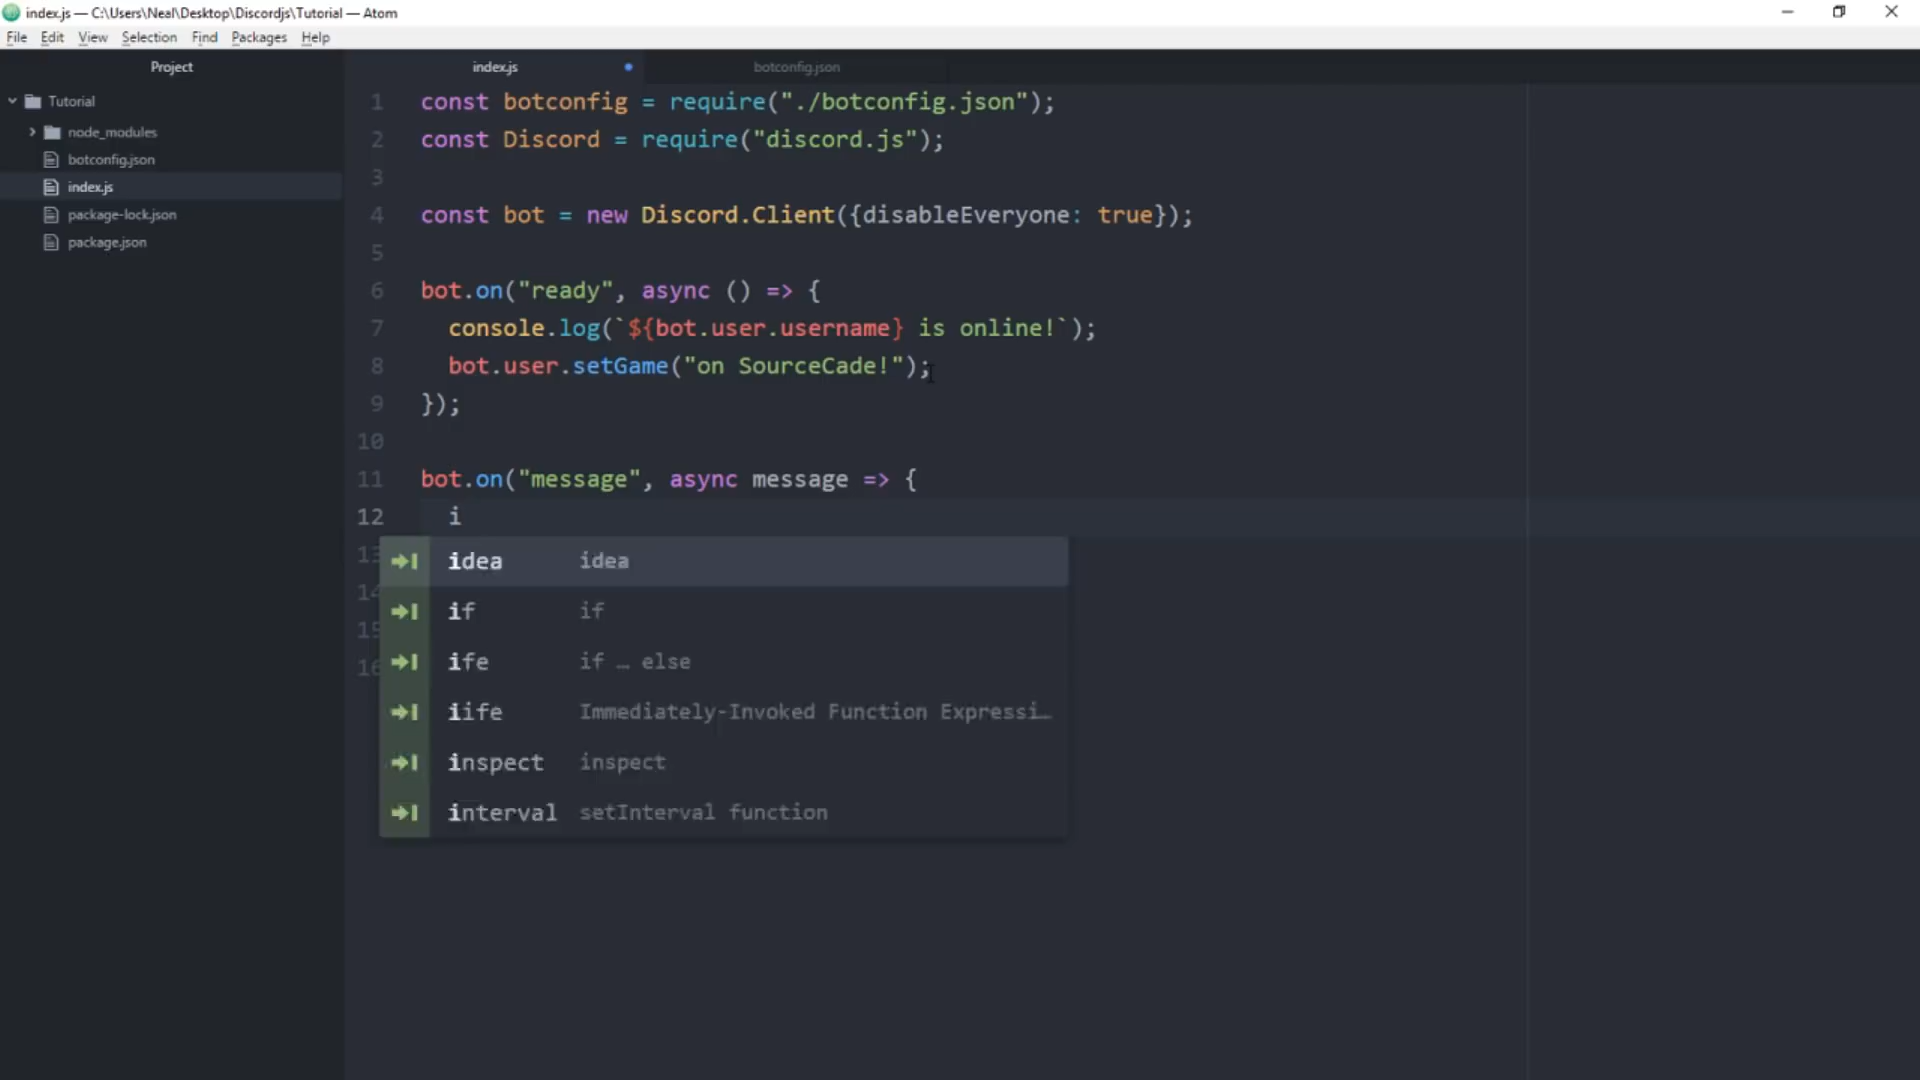 index.js — C:\Users\Neal\Desktop\Discordjs\Tutorial — Atom
File Edit View Selection Find Packages Help
Project
index.js
botconfig.json
Tutorial
node_modules
botconfig.json
index.js
package-lock.json
package.json
1 const botconfig = require("./botconfig.json");
2 const Discord = require("discord.js");
3
4 const bot = new Discord.Client({disableEveryone: true});
5
6 bot.on("ready", async () => {
7 console.log(`${bot.user.username} is online!`);
8 bot.user.setGame("on SourceCade!");
9 });
10
11 bot.on("message", async message => {
12 i
13
14
15
16
idea idea
if if
ife if … else
iife Immediately-Invoked Function Expressi…
inspect inspect
interval setInterval function